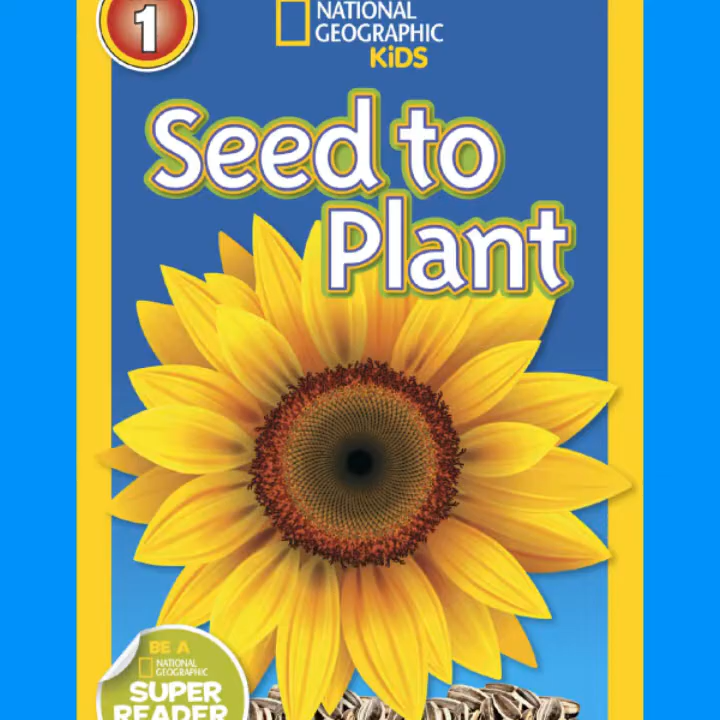 1
NATIONAL
GEOGRAPHIC
KiDS
Seed to
Plant
BE A
NATIONAL
GEOGRAPHIC
SUPER
READER